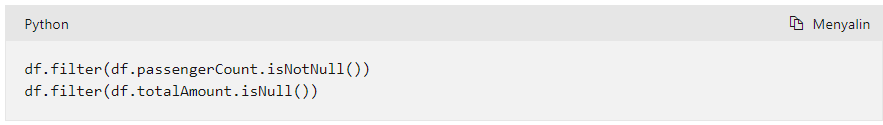 Python
Menyalin
df.filter(df.passengerCount.isNotNull())
df.filter(df.totalAmount.isNull())